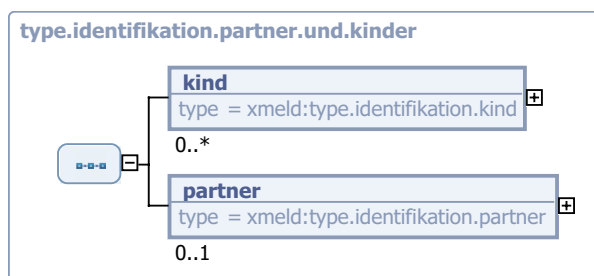 type.identifikation.partner.und.kinder
kind
type = xmeld:type.identifikation.kind
0..*
partner
type = xmeld:type.identifikation.partner
0..1